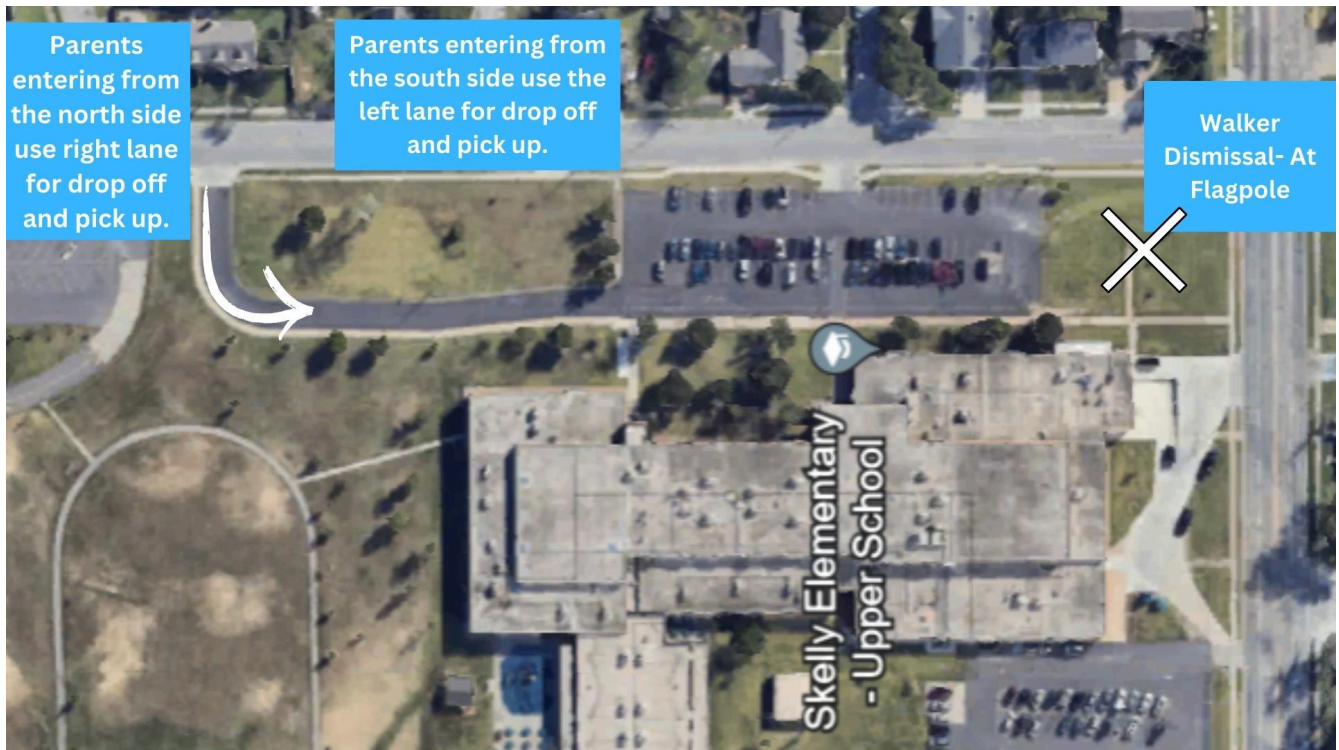 Parents
entering from
the north side
use right lane
for drop off
and pick up.
Parents entering from
the south side use the
left lane for drop off
and pick up.
Walker
Dismissal- At
Flagpole
Skelly Elementary
- Upper School